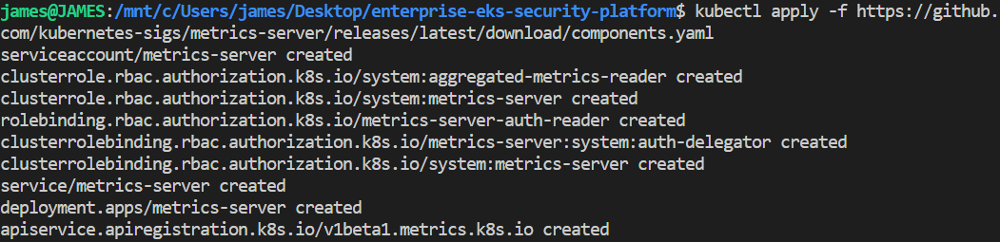 james@JAMES:/mnt/c/Users/james/Desktop/enterprise-eks-security-platform$ kubectl apply -f https://github.
com/kubernetes-sigs/metrics-server/releases/latest/download/components.yaml
serviceaccount/metrics-server created
clusterrole.rbac.authorization.k8s.io/system:aggregated-metrics-reader created
clusterrole.rbac.authorization.k8s.io/system:metrics-server created
rolebinding.rbac.authorization.k8s.io/metrics-server-auth-reader created
clusterrolebinding.rbac.authorization.k8s.io/metrics-server:system:auth-delegator created
clusterrolebinding.rbac.authorization.k8s.io/system:metrics-server created
service/metrics-server created
deployment.apps/metrics-server created
apiservice.apiregistration.k8s.io/v1beta1.metrics.k8s.io created